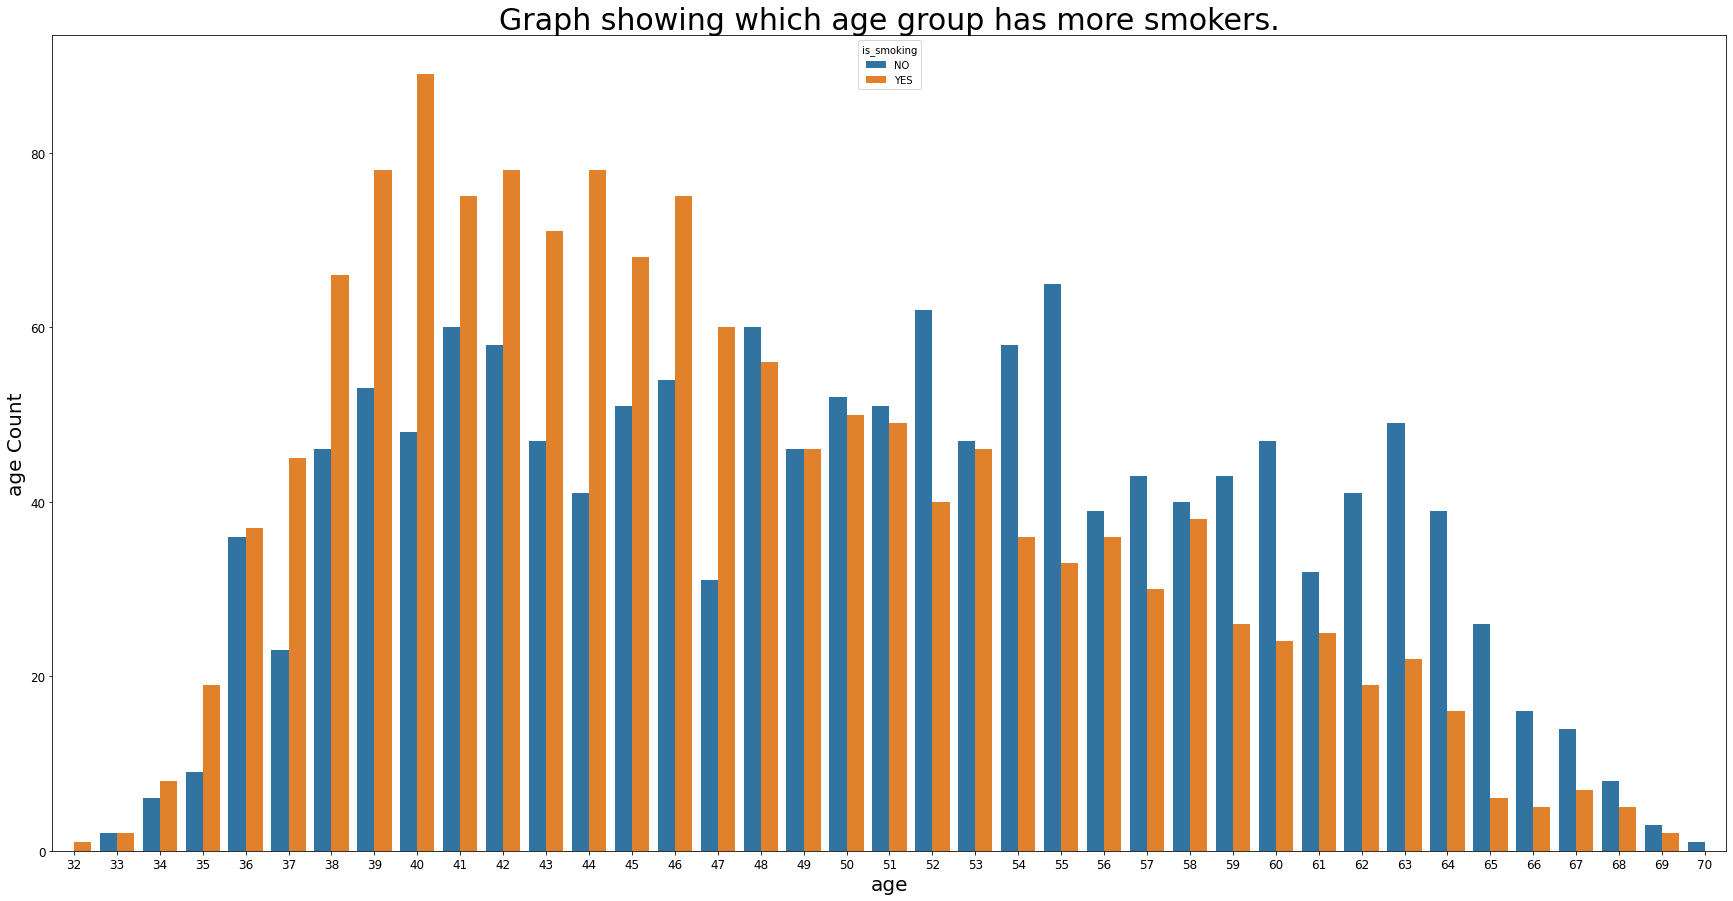 Graph showing which age group has more smokers.
is_smoking
NO
YES
age Count
80
60
40
20
0
32 33 34 35 36 37 38 39 40 41 42 43 44 45 46 47 48 49 50 51 52 53 54 55 56 57 58 59 60 61 62 63 64 65 66 67 68 69 70
age